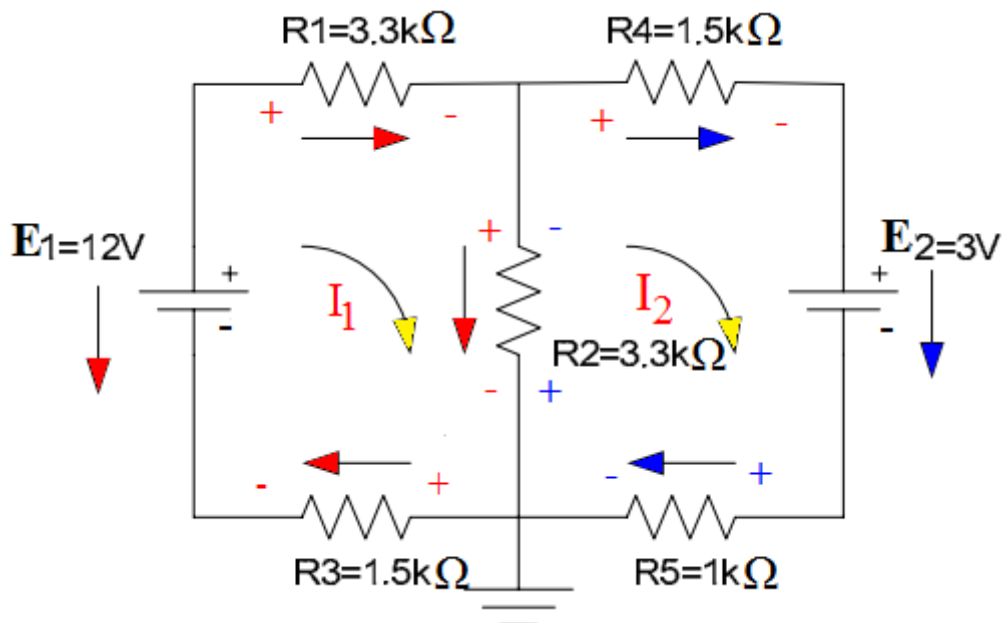 R1=3.3kΩ
R4=1.5kΩ
+ -
+ -
E1=12V
+
-
I1
+
-
-
+
R2=3.3kΩ
I2
E2=3V
+
-
- +
- +
R3=1.5kΩ
R5=1kΩ